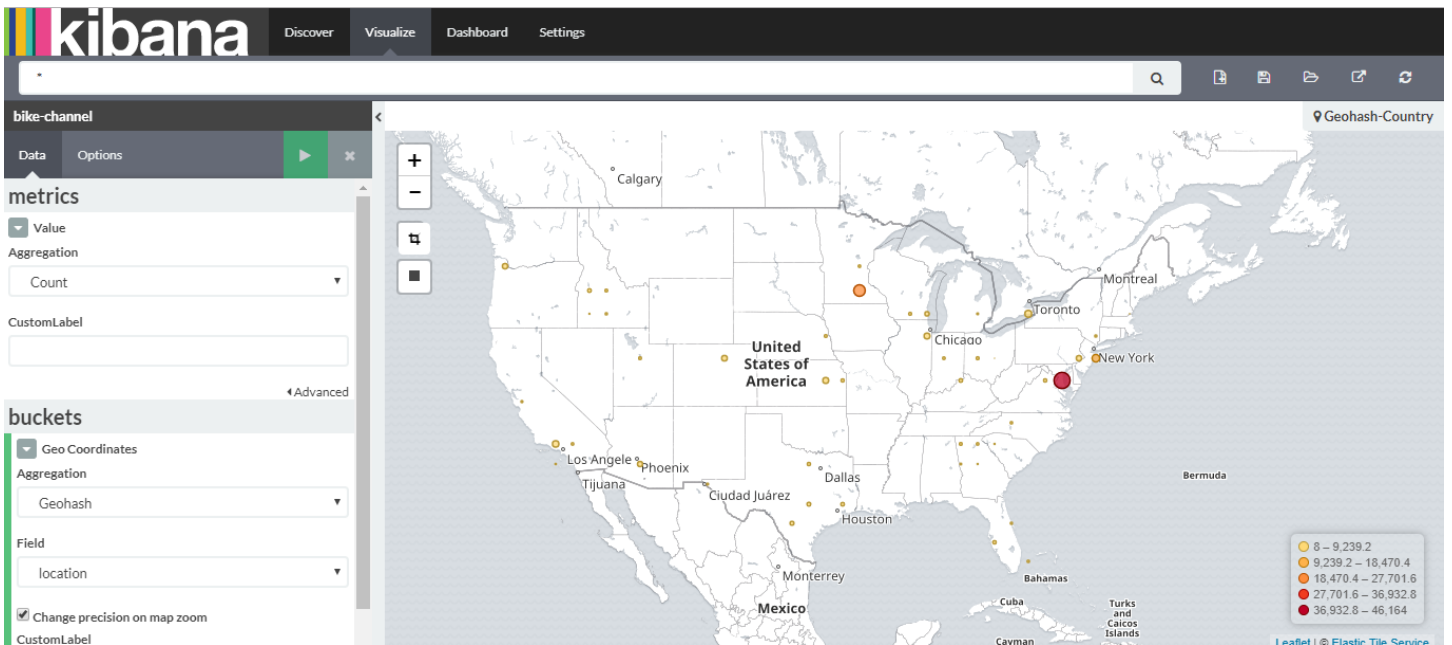 kibana
Discover Visualize Dashboard Settings
*
bike-channel
Geohash-Country
Data Options
metrics
Value
Aggregation
Count
CustomLabel
Advanced
buckets
Geo Coordinates
Aggregation
Geohash
Field
location
Change precision on map zoom
CustomLabel
+
−
Calgary
Montreal
Toronto
Chicago
New York
United
States of
America
Los Angele
Phoenix
Tijuana
Ciudad Juárez
Dallas
Houston
Bermuda
Monterrey
Mexico
Bahamas
Cuba
Turks
and
Caicos
Islands
Cayman
8 – 9,239.2
9,239.2 – 18,470.4
18,470.4 – 27,701.6
27,701.6 – 36,932.8
36,932.8 – 46,164
Leaflet | © Elastic Tile Service